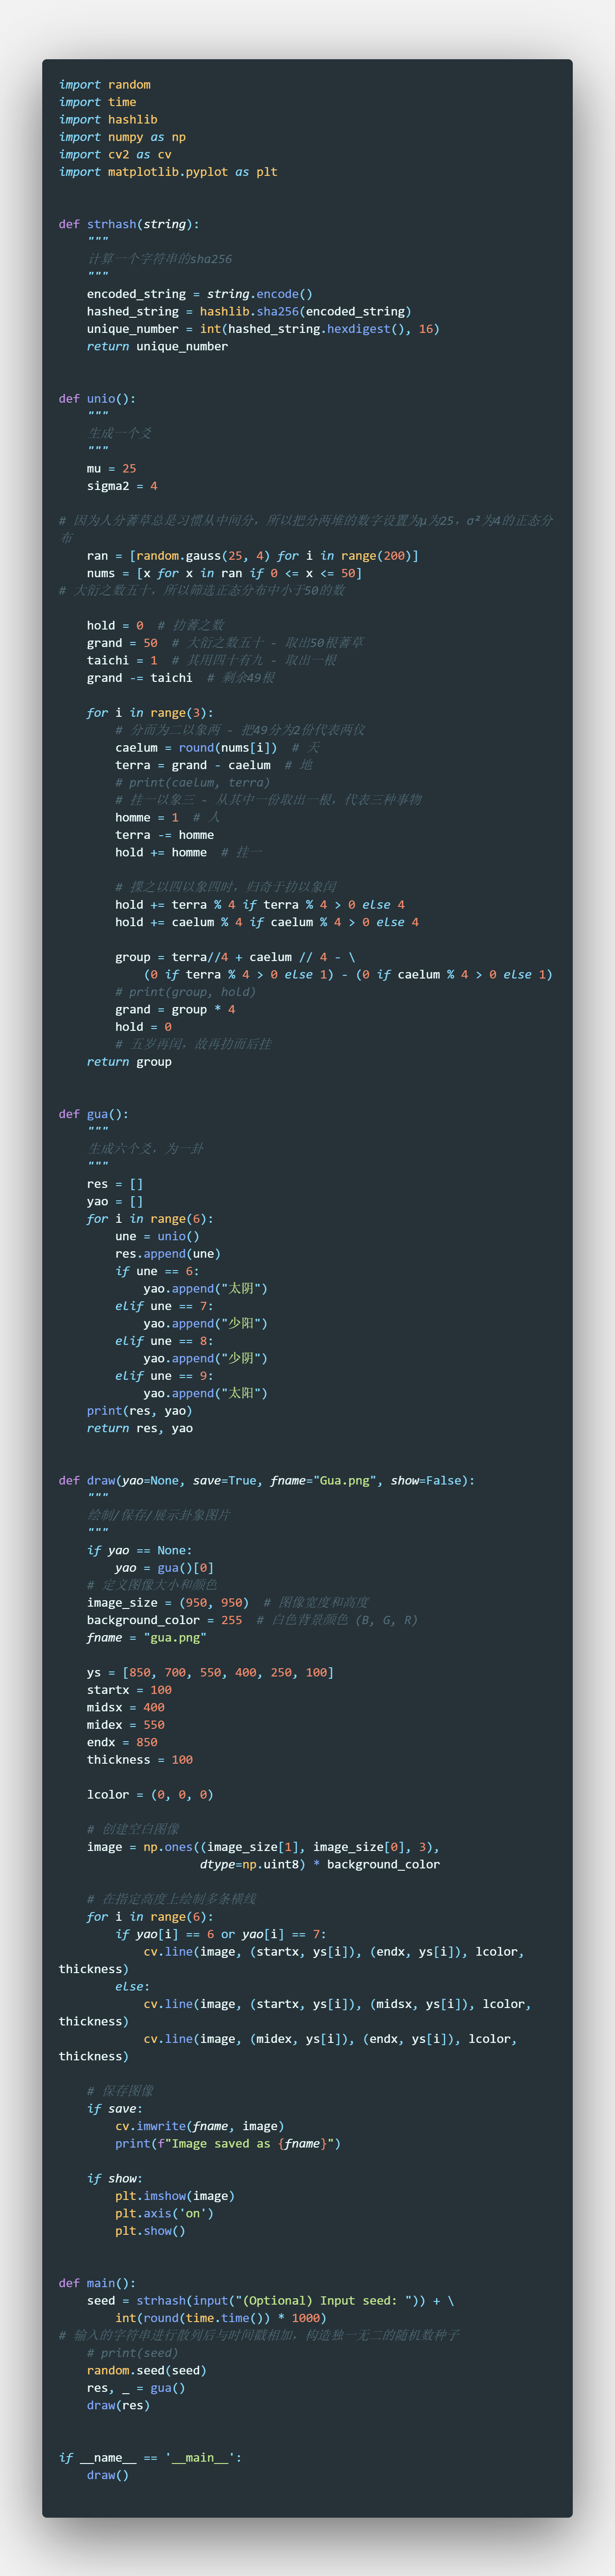 import random
import time
import hashlib
import numpy as np
import cv2 as cv
import matplotlib.pyplot as plt
def strhash(string):
    """
    计算一个字符串的sha256
    """
    encoded_string = string.encode()
    hashed_string = hashlib.sha256(encoded_string)
    unique_number = int(hashed_string.hexdigest(), 16)
    return unique_number
def unio():
    """
    生成一个爻
    """
    mu = 25
    sigma2 = 4
# 因为人分蓍草总是习惯从中间分，所以把分两堆的数字设置为μ为25，σ²为4的正态分
布
    ran = [random.gauss(25, 4) for i in range(200)]
    nums = [x for x in ran if 0 <= x <= 50]
# 大衍之数五十，所以筛选正态分布中小于50的数
    hold = 0  # 扐蓍之数
    grand = 50  # 大衍之数五十 - 取出50根蓍草
    taichi = 1  # 其用四十有九 - 取出一根
    grand -= taichi  # 剩余49根
    for i in range(3):
        # 分而为二以象两 - 把49分为2份代表两仪
        caelum = round(nums[i])  # 天
        terra = grand - caelum  # 地
        # print(caelum, terra)
        # 挂一以象三 - 从其中一份取出一根，代表三种事物
        homme = 1  # 人
        terra -= homme
        hold += homme  # 挂一
        # 揲之以四以象四时，归奇于扐以象闰
        hold += terra % 4 if terra % 4 > 0 else 4
        hold += caelum % 4 if caelum % 4 > 0 else 4
        group = terra//4 + caelum // 4 - \
            (0 if terra % 4 > 0 else 1) - (0 if caelum % 4 > 0 else 1)
        # print(group, hold)
        grand = group * 4
        hold = 0
        # 五岁再闰，故再扐而后挂
    return group
def gua():
    """
    生成六个爻，为一卦
    """
    res = []
    yao = []
    for i in range(6):
        une = unio()
        res.append(une)
        if une == 6:
            yao.append("太阴")
        elif une == 7:
            yao.append("少阳")
        elif une == 8:
            yao.append("少阴")
        elif une == 9:
            yao.append("太阳")
    print(res, yao)
    return res, yao
def draw(yao=None, save=True, fname="Gua.png", show=False):
    """
    绘制/保存/展示卦象图片
    """
    if yao == None:
        yao = gua()[0]
    # 定义图像大小和颜色
    image_size = (950, 950)  # 图像宽度和高度
    background_color = 255  # 白色背景颜色 (B, G, R)
    fname = "gua.png"
    ys = [850, 700, 550, 400, 250, 100]
    startx = 100
    midsx = 400
    midex = 550
    endx = 850
    thickness = 100
    lcolor = (0, 0, 0)
    # 创建空白图像
    image = np.ones((image_size[1], image_size[0], 3),
                    dtype=np.uint8) * background_color
    # 在指定高度上绘制多条横线
    for i in range(6):
        if yao[i] == 6 or yao[i] == 7:
            cv.line(image, (startx, ys[i]), (endx, ys[i]), lcolor,
thickness)
        else:
            cv.line(image, (startx, ys[i]), (midsx, ys[i]), lcolor,
thickness)
            cv.line(image, (midex, ys[i]), (endx, ys[i]), lcolor,
thickness)
    # 保存图像
    if save:
        cv.imwrite(fname, image)
        print(f"Image saved as {fname}")
    if show:
        plt.imshow(image)
        plt.axis('on')
        plt.show()
def main():
    seed = strhash(input("(Optional) Input seed: ")) + \
        int(round(time.time()) * 1000)
# 输入的字符串进行散列后与时间戳相加，构造独一无二的随机数种子
    # print(seed)
    random.seed(seed)
    res, _ = gua()
    draw(res)
if __name__ == '__main__':
    draw()